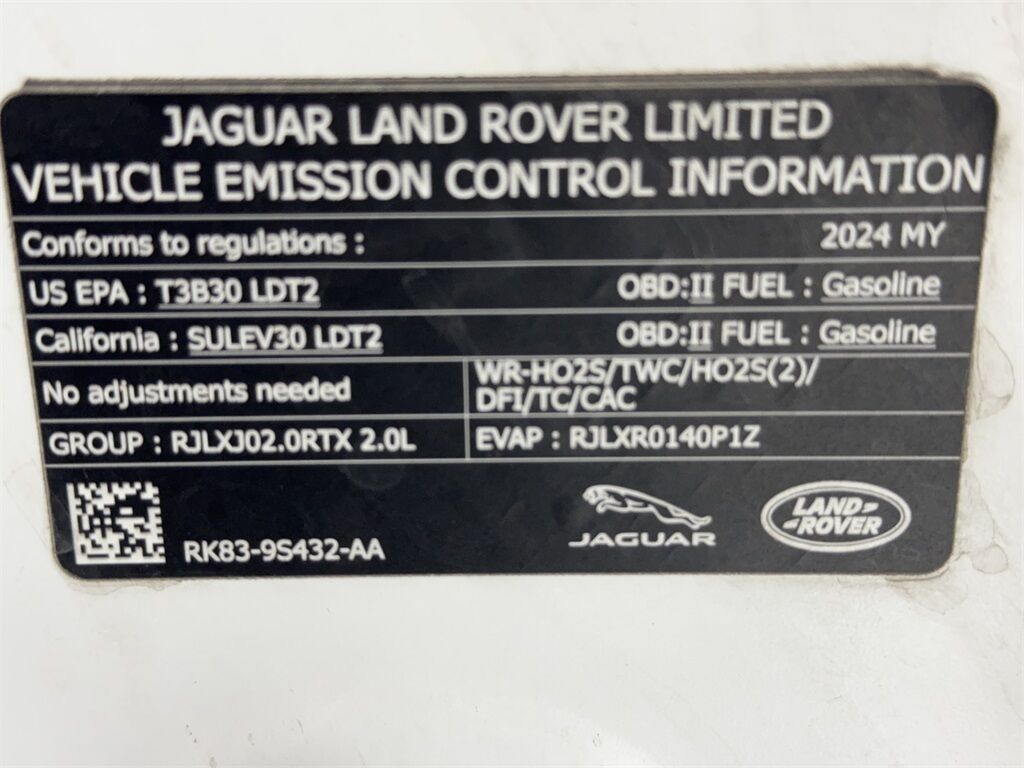 JAGUAR LAND ROVER LIMITED
VEHICLE EMISSION CONTROL INFORMATION
Conforms to regulations : 2024 MY
US EPA : T3B30 LDT2 OBD:II FUEL : Gasoline
California : SULEV30 LDT2 OBD:II FUEL : Gasoline
No adjustments needed
WR-HO2S/TWC/HO2S(2)/
DFI/TC/CAC
GROUP : RJLXJ02.0RTX 2.0L EVAP : RJLXR0140P1Z
RK83-9S432-AA
JAGUAR
LAND
ROVER